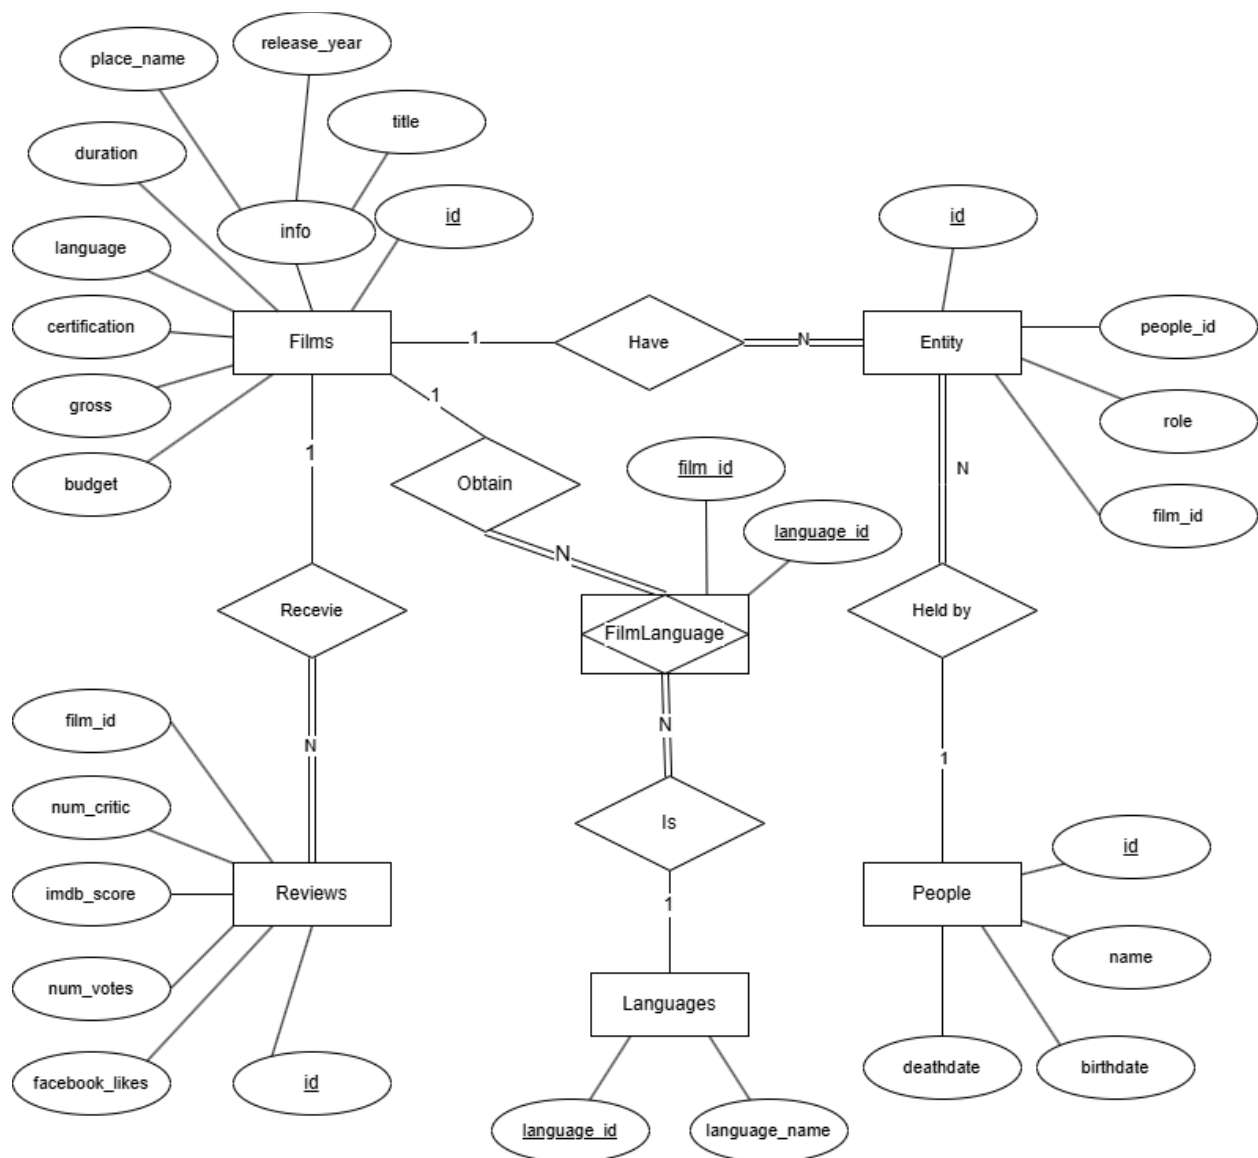 release_year
place_name
title
duration
id
id
info
language
certification
people_id
Films
1
Have
N
Entity
1
gross
role
1
film_id
N
budget
Obtain
film_id
language_id
N
Recevie
Held by
FilmLanguage
film_id
N
N
1
num_critic
Is
id
imdb_score
Reviews
People
1
name
num_votes
Languages
deathdate
birthdate
facebook_likes
id
language_id
language_name